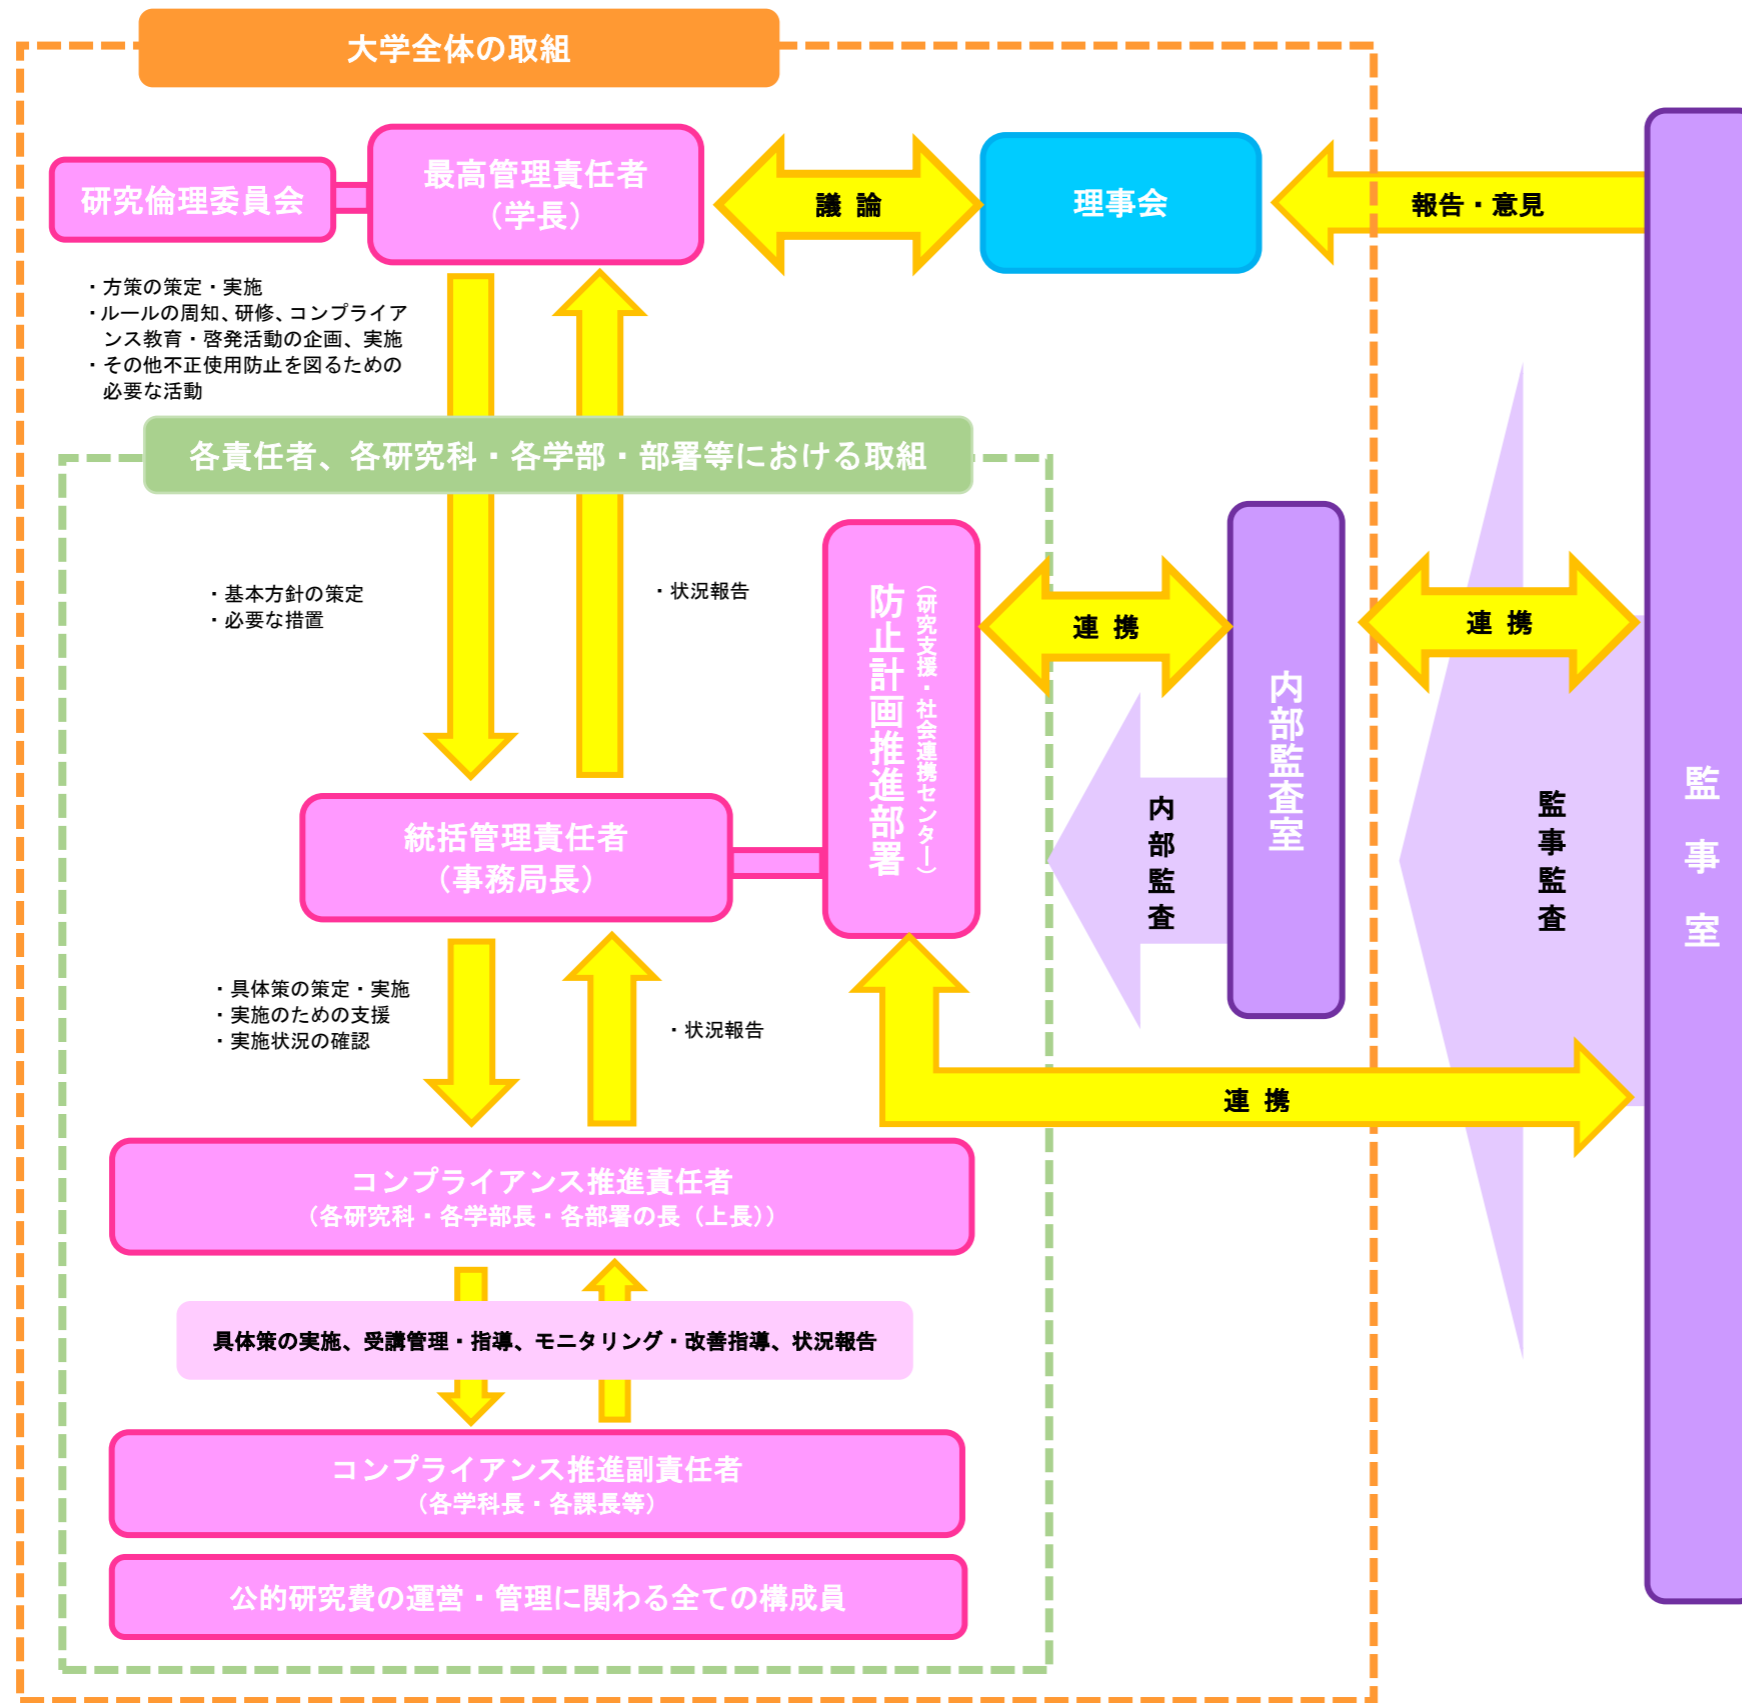 大学全体の取組
研究倫理委員会
最高管理責任者
（学長）
議 論
理事会
報告・意見
・方策の策定・実施
・ルールの周知、研修、コンプライア
ンス教育・啓発活動の企画、実施
・その他不正使用防止を図るための
必要な活動
各責任者、各研究科・各学部・部署等における取組
・基本方針の策定
・必要な措置
・状況報告
防止計画推進部署
（研究支援・社会連携センター）
連 携
内部監査室
連 携
監事室
内部監査
監事監査
統括管理責任者
（事務局長）
・具体策の策定・実施
・実施のための支援
・実施状況の確認
・状況報告
連 携
コンプライアンス推進責任者
（各研究科・各学部長・各部署の長（上長））
具体策の実施、受講管理・指導、モニタリング・改善指導、状況報告
コンプライアンス推進副責任者
（各学科長・各課長等）
公的研究費の運営・管理に関わる全ての構成員